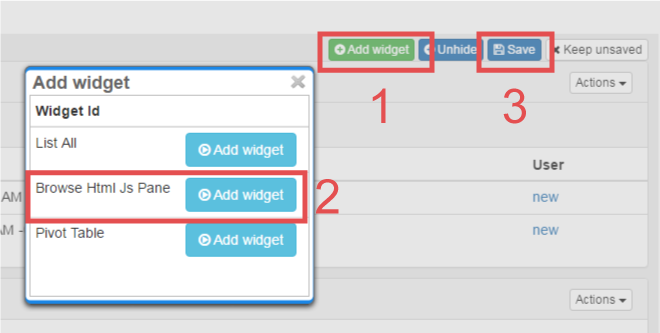 Add widget Unhide Save Keep unsaved
Add widget
Actions
Widget Id
1
3
List All
Add widget
User
Browse Html Js Pane
Add widget
2
AM
new
Pivot Table
Add widget
AM -
new
Actions